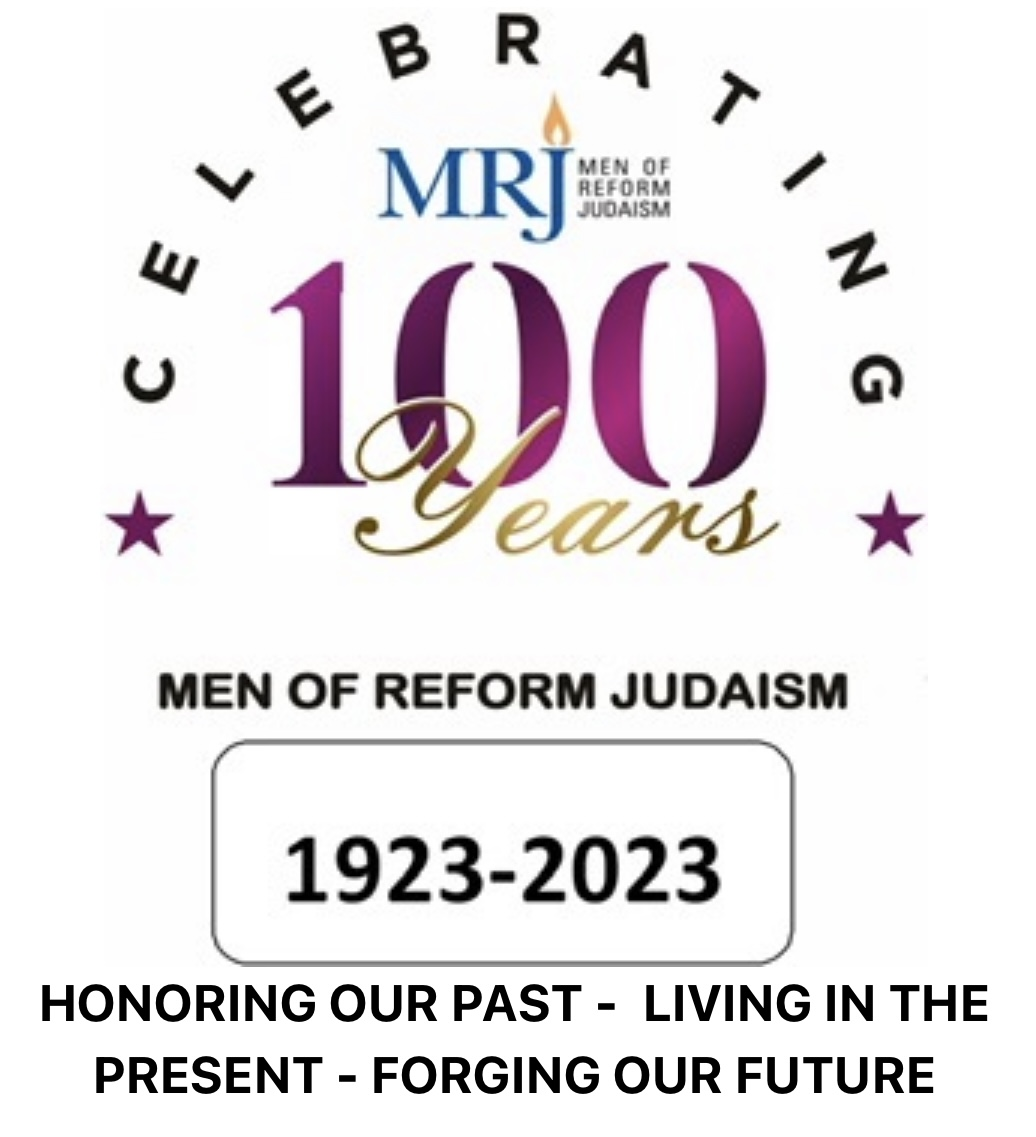 CELEBRATING
MRJ
MEN OF
REFORM
JUDAISM
100
Years
MEN OF REFORM JUDAISM
1923-2023
HONORING OUR PAST -  LIVING IN THE
PRESENT - FORGING OUR FUTURE